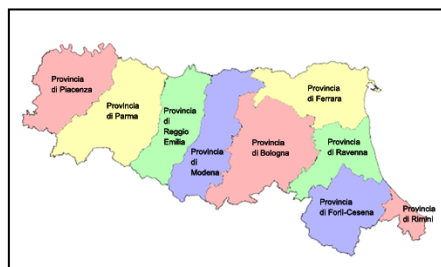 Provincia
di Piacenza
Provincia
di Parma
Provincia
di
Reggio
Emilia
Provincia
di
Modena
Provincia
di Bologna
Provincia
di Ferrara
Provincia
di Ravenna
Provincia
di Forlì-Cesena
Provincia
di Rimini